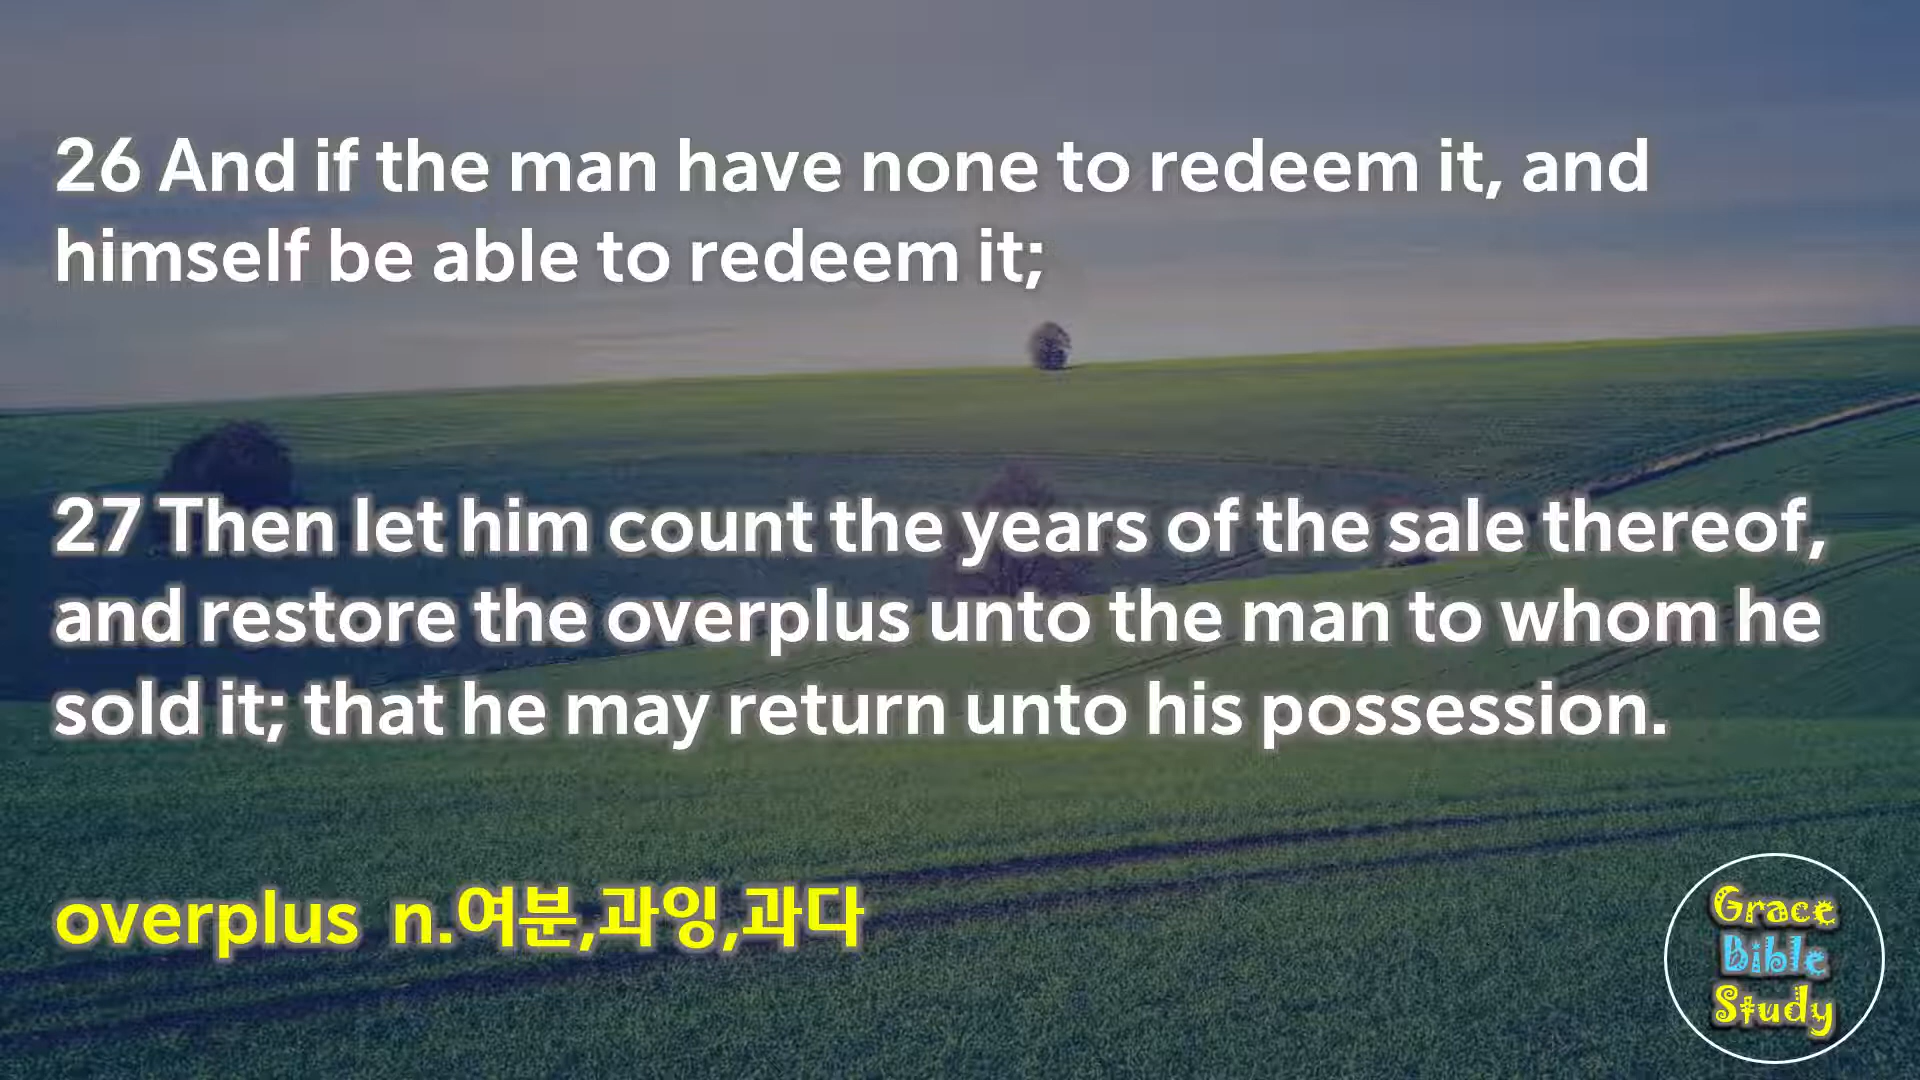 26 And if the man have none to redeem it, and
himself be able to redeem it;
27 Then let him count the years of the sale thereof,
and restore the overplus unto the man to whom he
sold it; that he may return unto his possession.
overplus n.여분,과잉,과다
Grace
Bible
Study